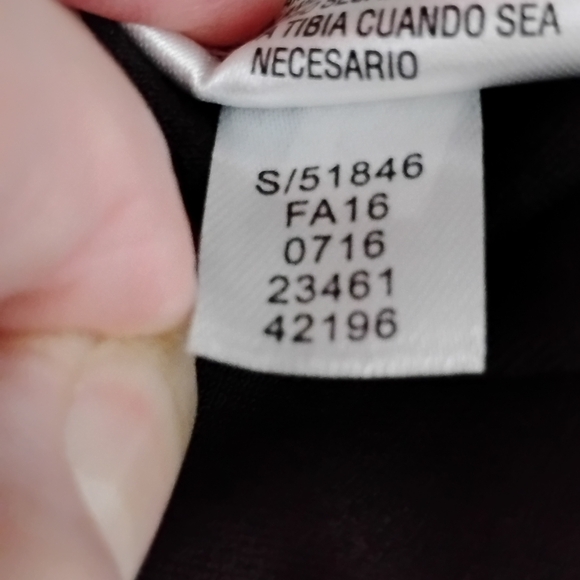 A TIBIA CUANDO SEA
NECESARIO
S/51846
FA16
0716
23461
42196